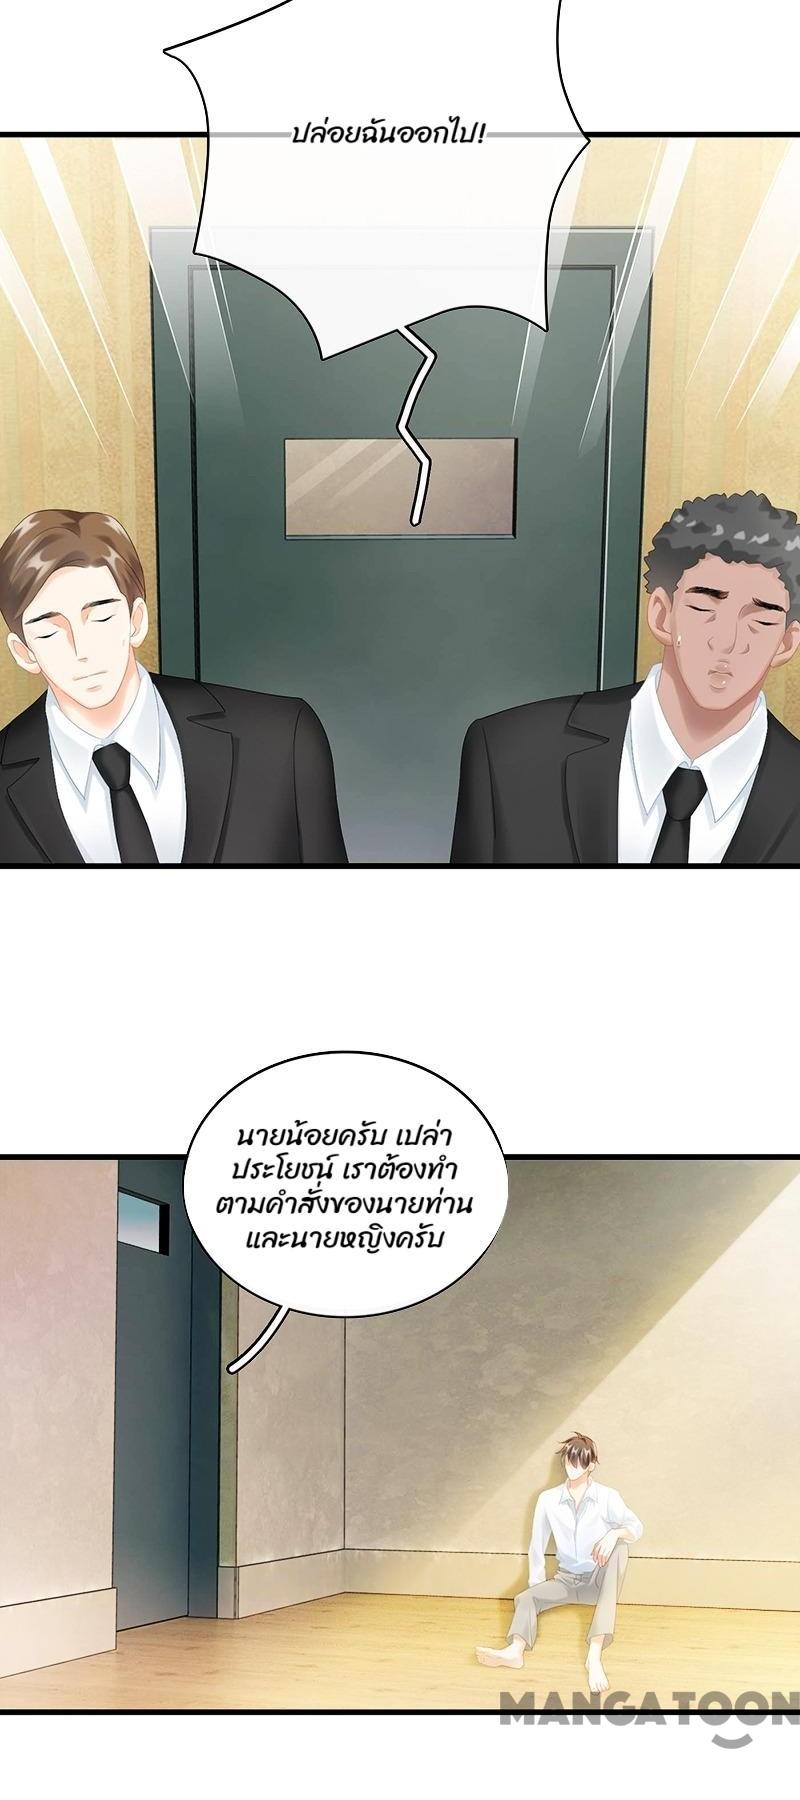 ปล่อยฉันออกไป!
นายน้อยครับ เปล่า
ประโยชน์ เราต้องทำ
ตามคำสั่งของนายท่าน
และนายหญิงครับ
MANGATOON